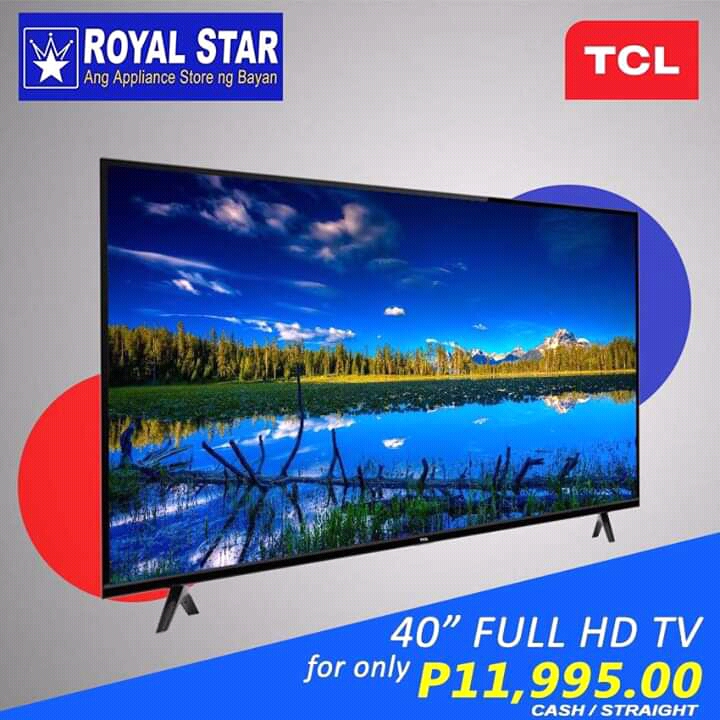 ROYAL STAR
Ang Appliance Store ng Bayan
TCL
TCL
40” FULL HD TV
for only P11,995.00
CASH / STRAIGHT